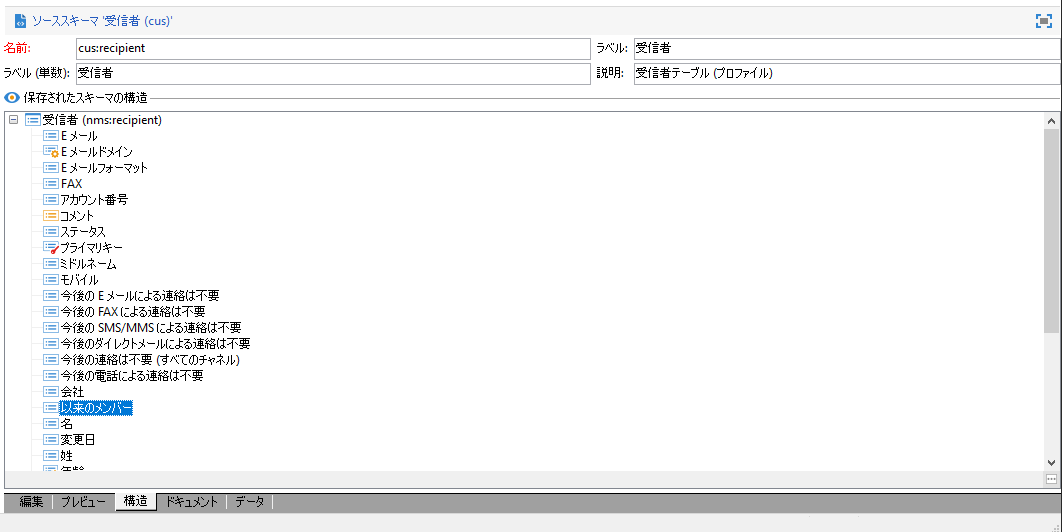 ソーススキーマ '受信者 (cus)'
名前: cus:recipient ラベル: 受信者
ラベル (単数): 受信者 説明: 受信者テーブル (プロファイル)
保存されたスキーマの構造
受信者 (nms:recipient)
E メール
E メールドメイン
E メールフォーマット
FAX
アカウント番号
コメント
ステータス
プライマリキー
ミドルネーム
モバイル
今後の E メールによる連絡は不要
今後の FAX による連絡は不要
今後の SMS/MMS による連絡は不要
今後のダイレクトメールによる連絡は不要
今後の連絡は不要 (すべてのチャネル)
今後の電話による連絡は不要
会社
以来のメンバー
名
変更日
姓
年齢
編集 プレビュー 構造 ドキュメント データ